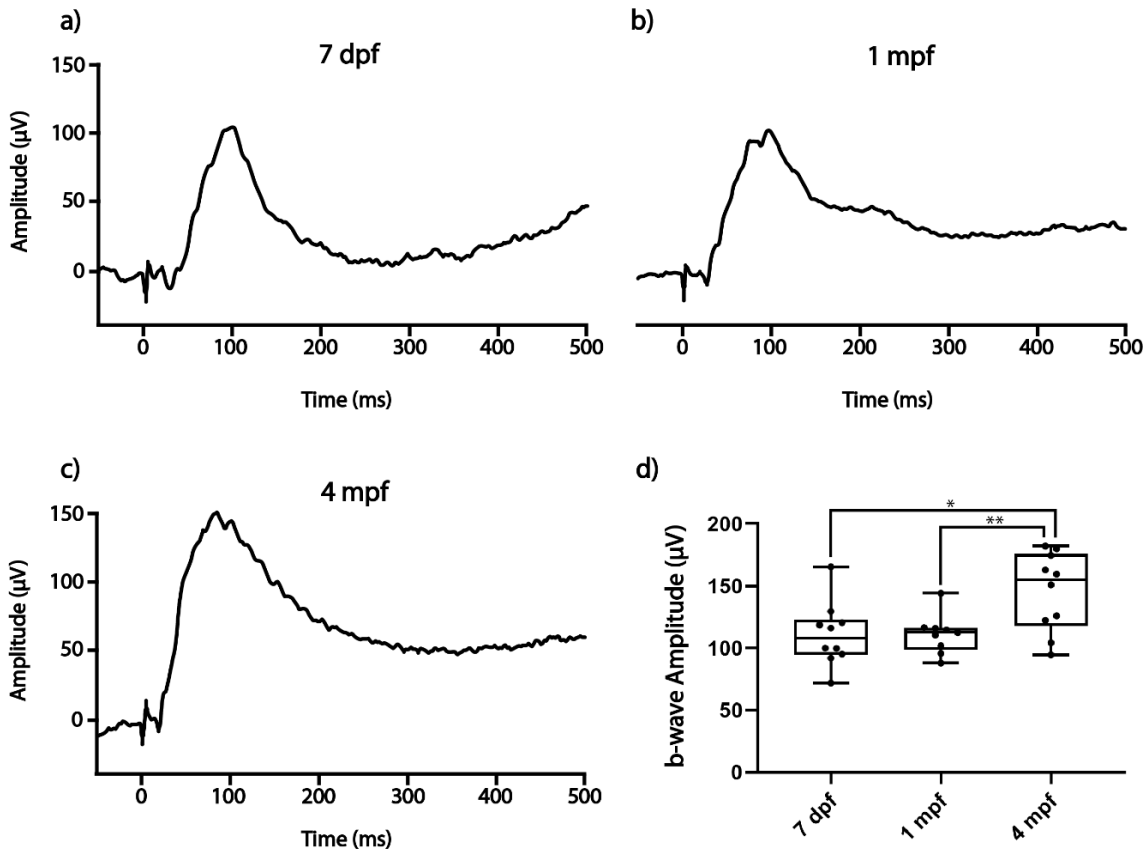 a)
7 dpf
150
100
50
0
Amplitude (µV)
0 100 200 300 400 500
Time (ms)
b)
1 mpf
0 100 200 300 400 500
Time (ms)
c)
4 mpf
150
100
50
0
Amplitude (µV)
0 100 200 300 400 500
Time (ms)
d)
*
**
200
150
100
50
0
b-wave Amplitude (µV)
7 dpf 1 mpf 4 mpf